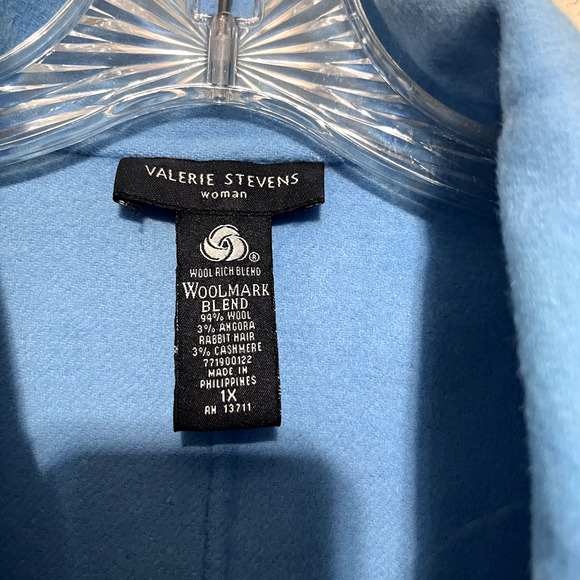 VALERIE STEVENS
woman
®
WOOL RICH BLEND
WOOLMARK
BLEND
94% WOOL
3% ANGORA
RABBIT HAIR
3% CASHMERE
771900122
MADE IN
PHILIPPINES
1X
RN 13711